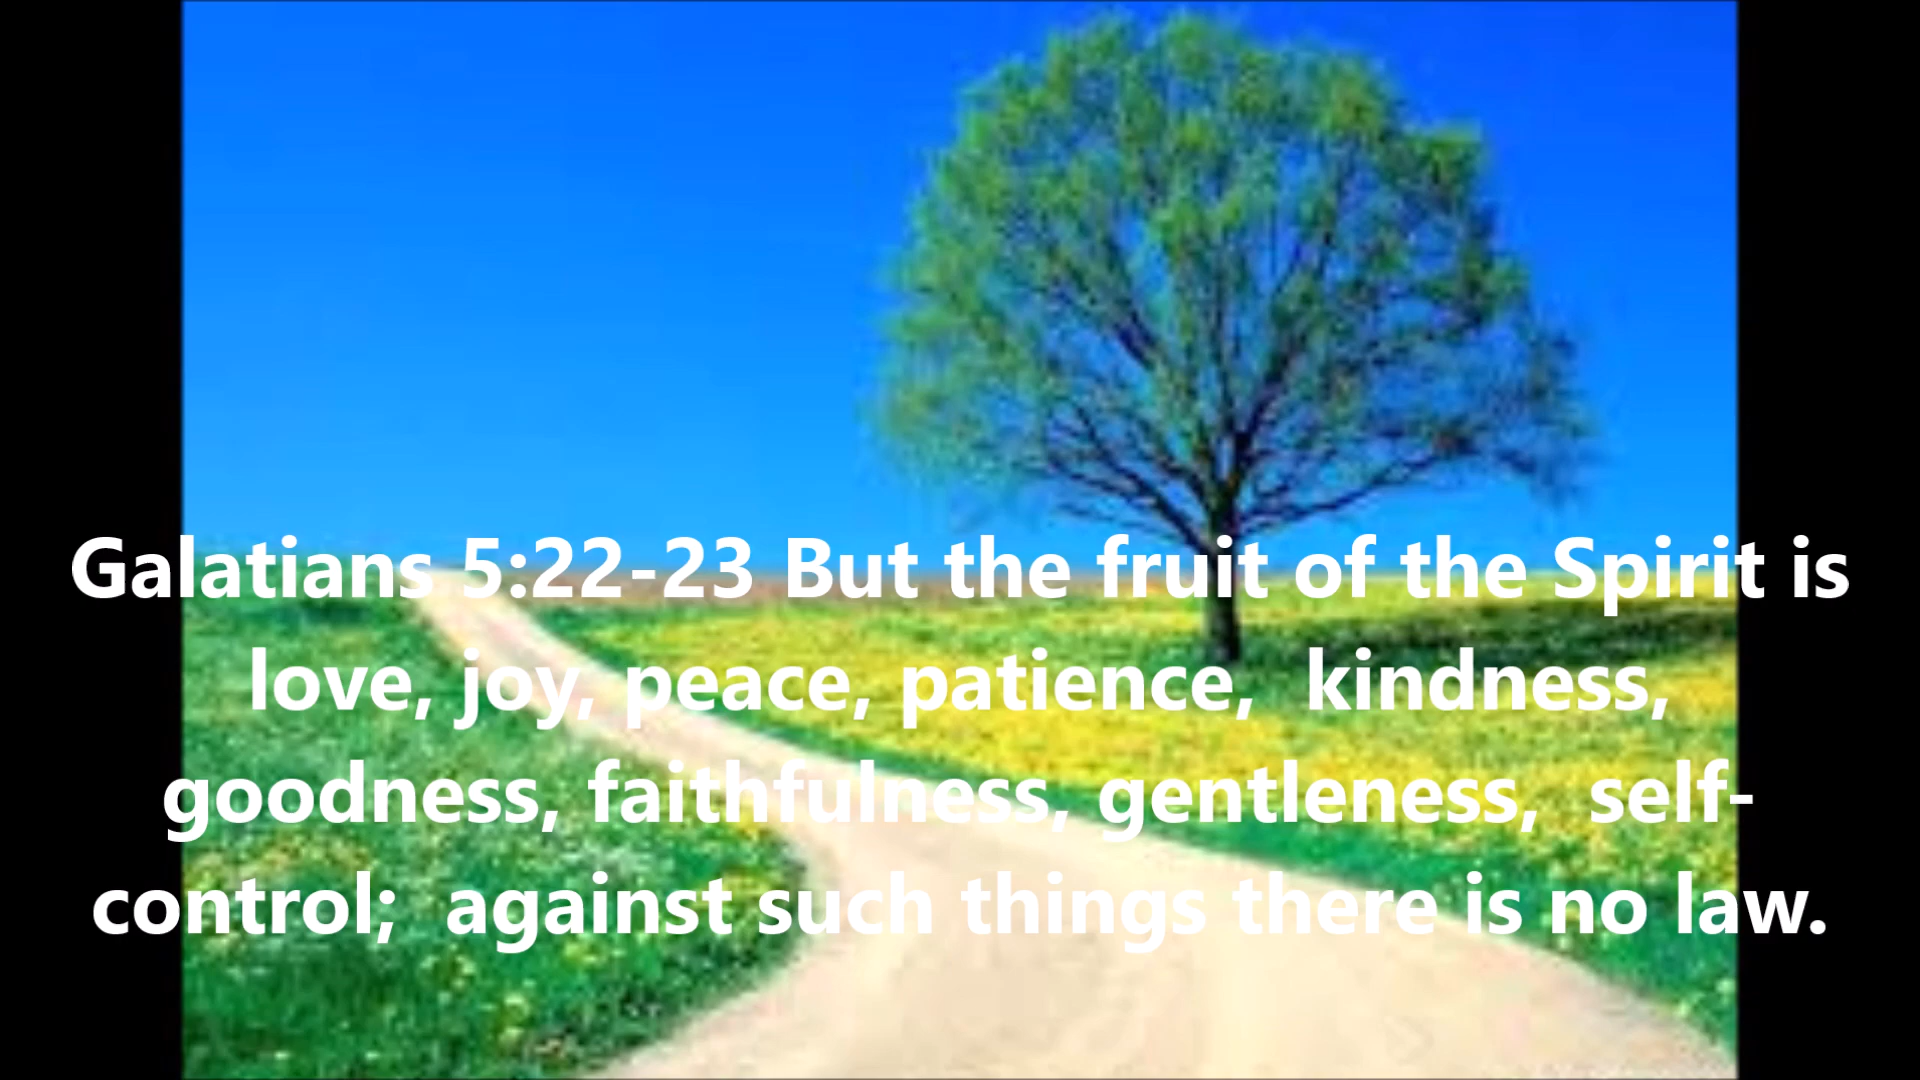 Galatians 5:22-23 But the fruit of the Spirit is
love, joy, peace, patience,  kindness,
goodness, faithfulness, gentleness,  self-
control;  against such things there is no law.